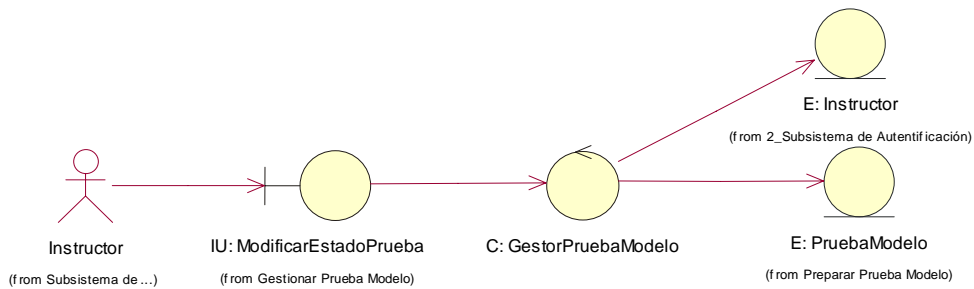 E: Instructor
(from 2_Subsistema de Autentificación)
Instructor
(from Subsistema de ...)
IU: ModificarEstadoPrueba
(from Gestionar Prueba Modelo)
C: GestorPruebaModelo
E: PruebaModelo
(from Preparar Prueba Modelo)